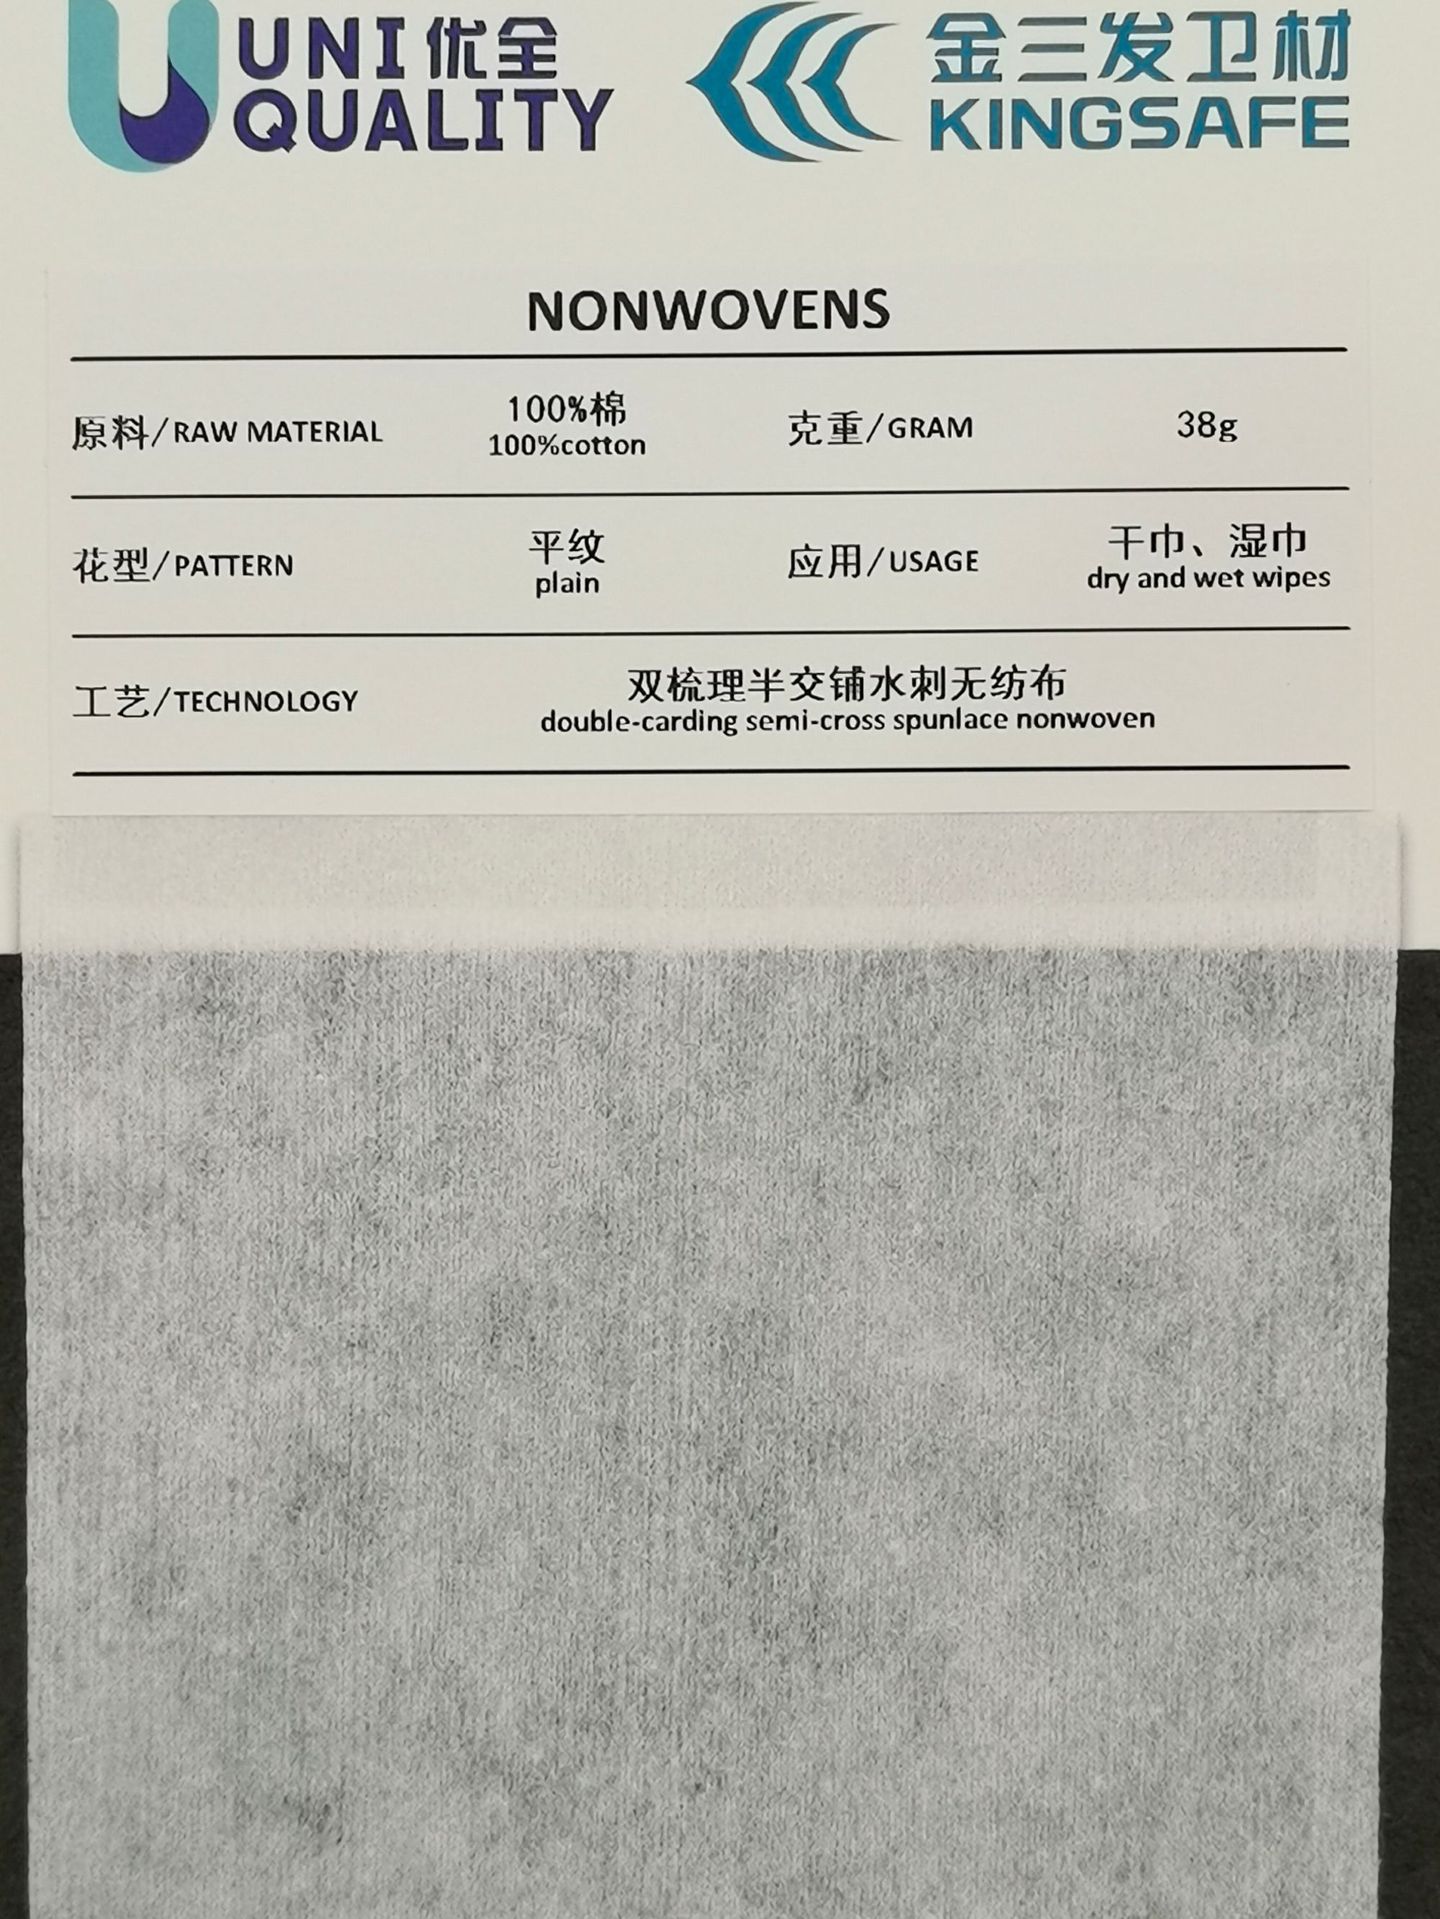 UNI优全
QUALITY
金三发卫材
KINGSAFE
NONWOVENS
原料/RAW MATERIAL
100%棉
100%cotton
克重/GRAM
38g
花型/PATTERN
平纹
plain
应用/USAGE
干巾、湿巾
dry and wet wipes
工艺/TECHNOLOGY
双梳理半交铺水刺无纺布
double-carding semi-cross spunlace nonwoven